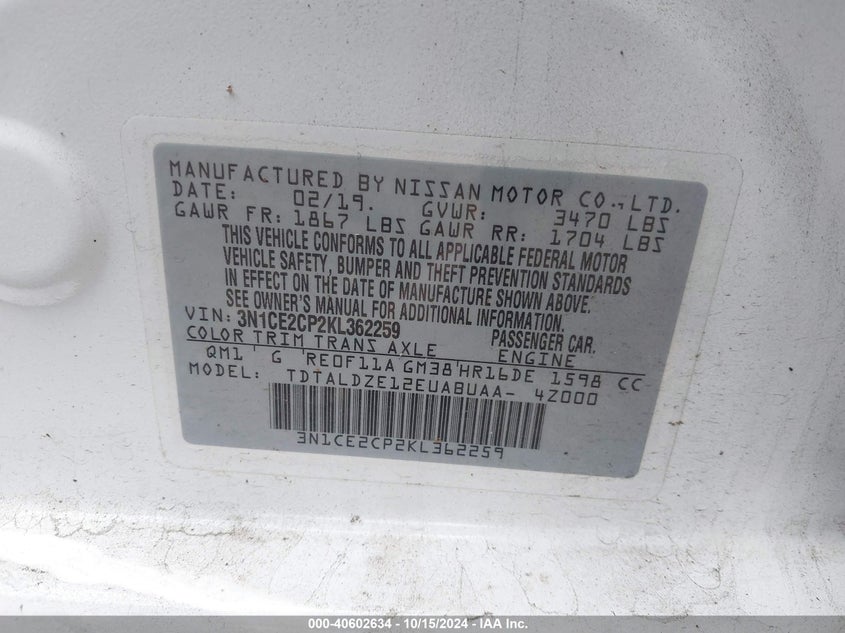 MANUFACTURED BY NISSAN MOTOR CO., LTD.
DATE: 02/19. GVWR: 3470 LBS
GAWR FR: 1867 LBS GAWR RR: 1704 LBS
THIS VEHICLE CONFORMS TO ALL APPLICABLE FEDERAL MOTOR
VEHICLE SAFETY, BUMPER AND THEFT PREVENTION STANDARDS
IN EFFECT ON THE DATE OF MANUFACTURE SHOWN ABOVE.
SEE OWNER'S MANUAL FOR ADDITIONAL INFORMATION.
VIN: 3N1CE2CP2KL362259 PASSENGER CAR.
COLOR TRIM TRANS AXLE ENGINE
QM1 ' G 'RE0F11A GM38'HR16DE 1598 CC
MODEL: TDTALDZE12EUABUAA- 4Z000
3N1CE2CP2KL362259
000-40602634 - 10/15/2024 - IAAI.com